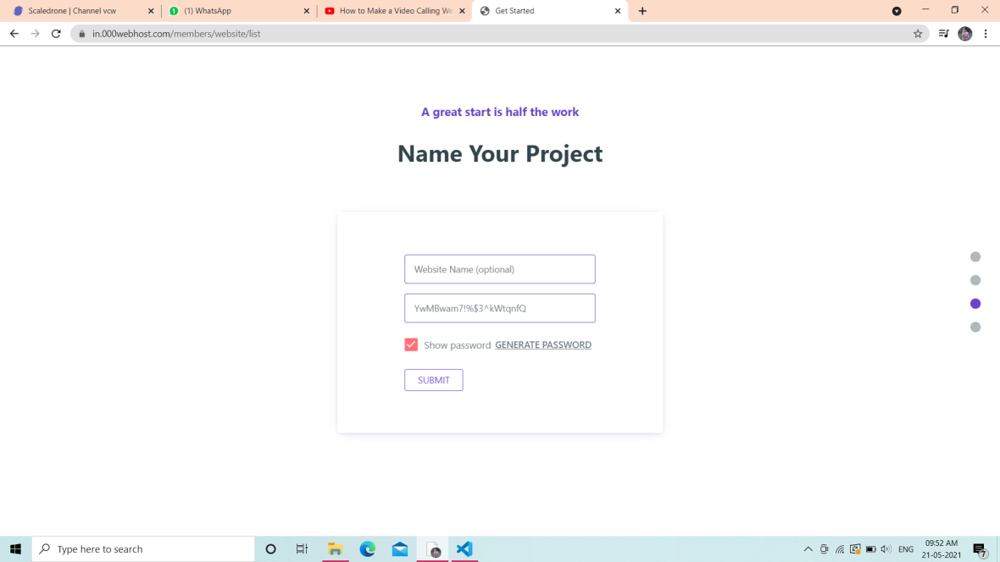 Scaledrone | Channel vcw
(1) WhatsApp
How to Make a Video Calling We
Get Started
in.000webhost.com/members/website/list
A great start is half the work
Name Your Project
Website Name (optional)
YwMBwam7!%$3^kWtqnfQ
Show password GENERATE PASSWORD
SUBMIT
Type here to search
ENG
09:52 AM
21-05-2021
7